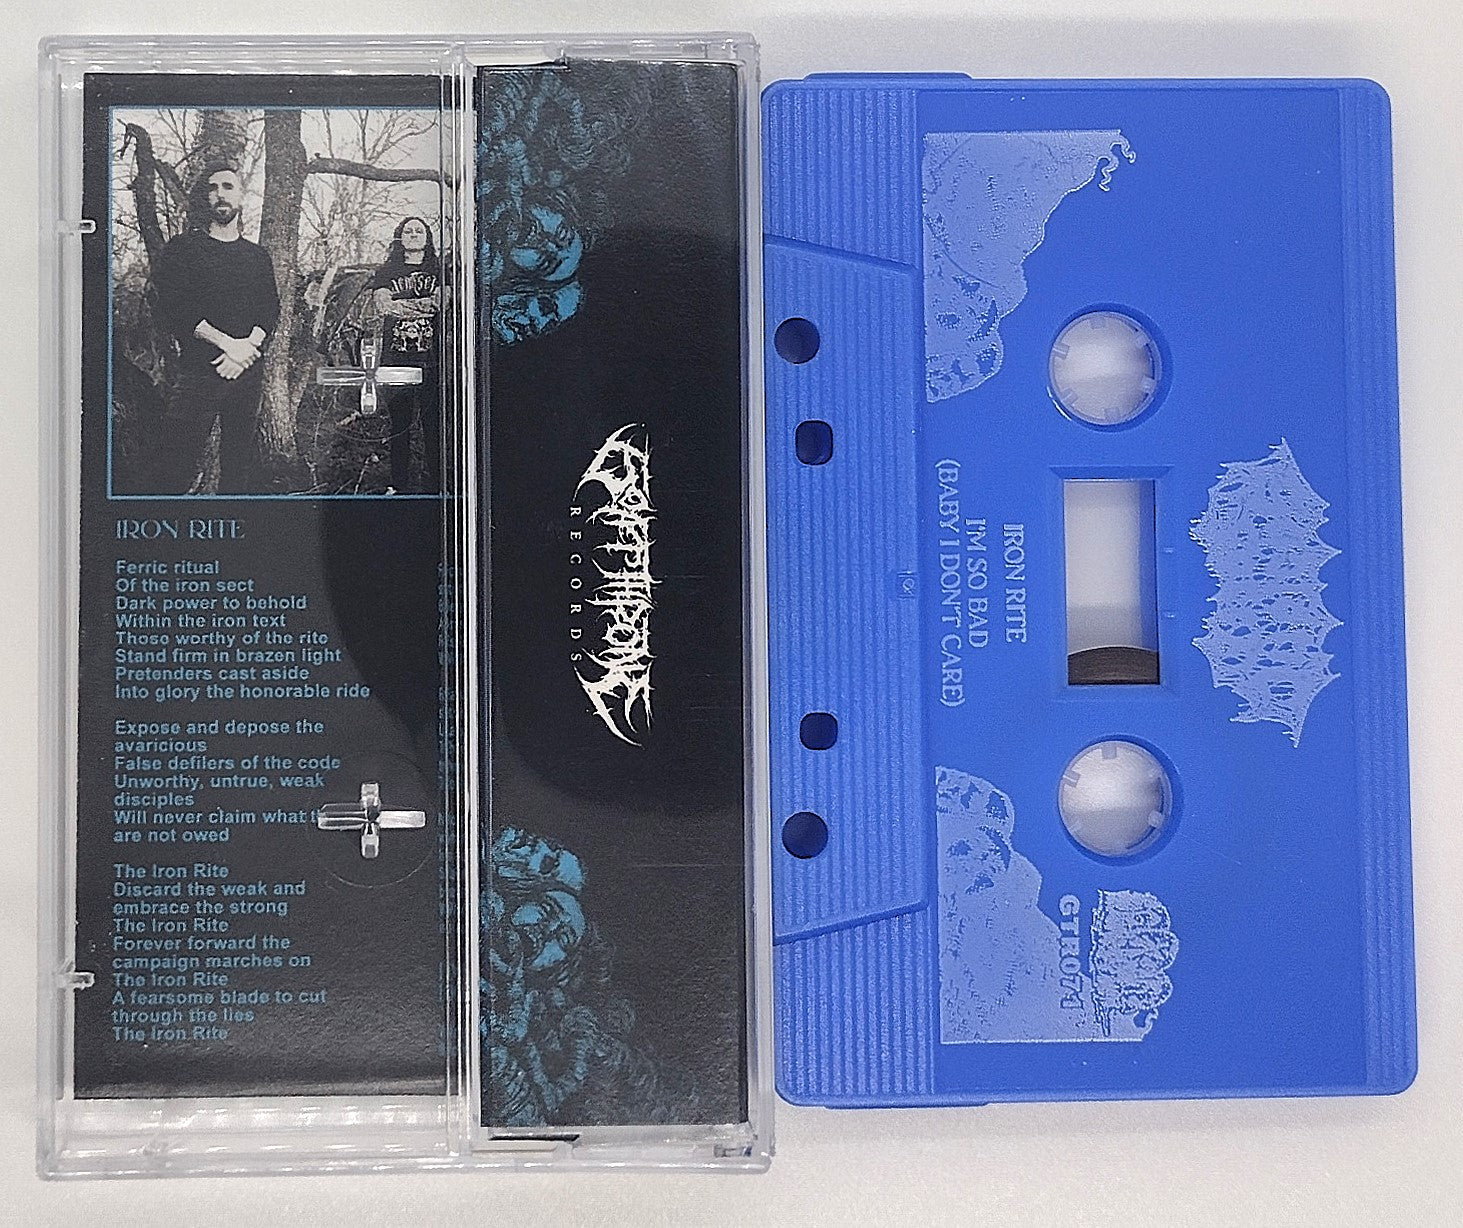 IRON RITE
Ferric ritual
Of the iron sect
Dark power to behold
Within the iron text
Those worthy of the rite
Stand firm in brazen light
Pretenders cast aside
Into glory the honorable ride
Expose and depose the
avaricious
False defilers of the code
Unworthy, untrue, weak
disciples
Will never claim what
are not owed
The Iron Rite
Discard the weak and
embrace the strong
The Iron Rite
Forever forward the
campaign marches on
The Iron Rite
A fearsome blade to cut
through the lies
The Iron Rite
RECORDS
IRON RITE
I'M SO BAD
(BABY I DON'T CARE)
GTR074